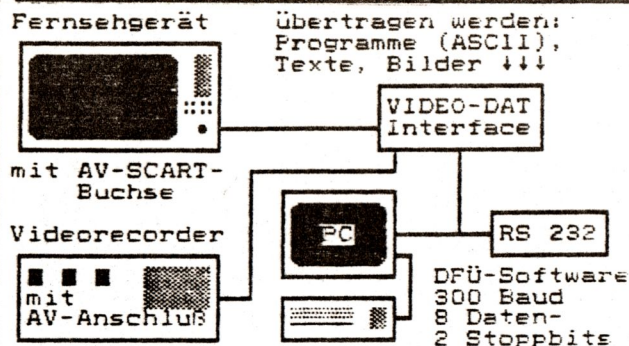 Fernsehgerät
übertragen werden:
Programme (ASCII),
Texte, Bilder ↓↓↓
VIDEO-DAT
Interface
mit AV-SCART-
Buchse
Videorecorder
mit
AV-Anschluß
PC
RS 232
DFÜ-Software
300 Baud
8 Daten-
2 Stoppbits